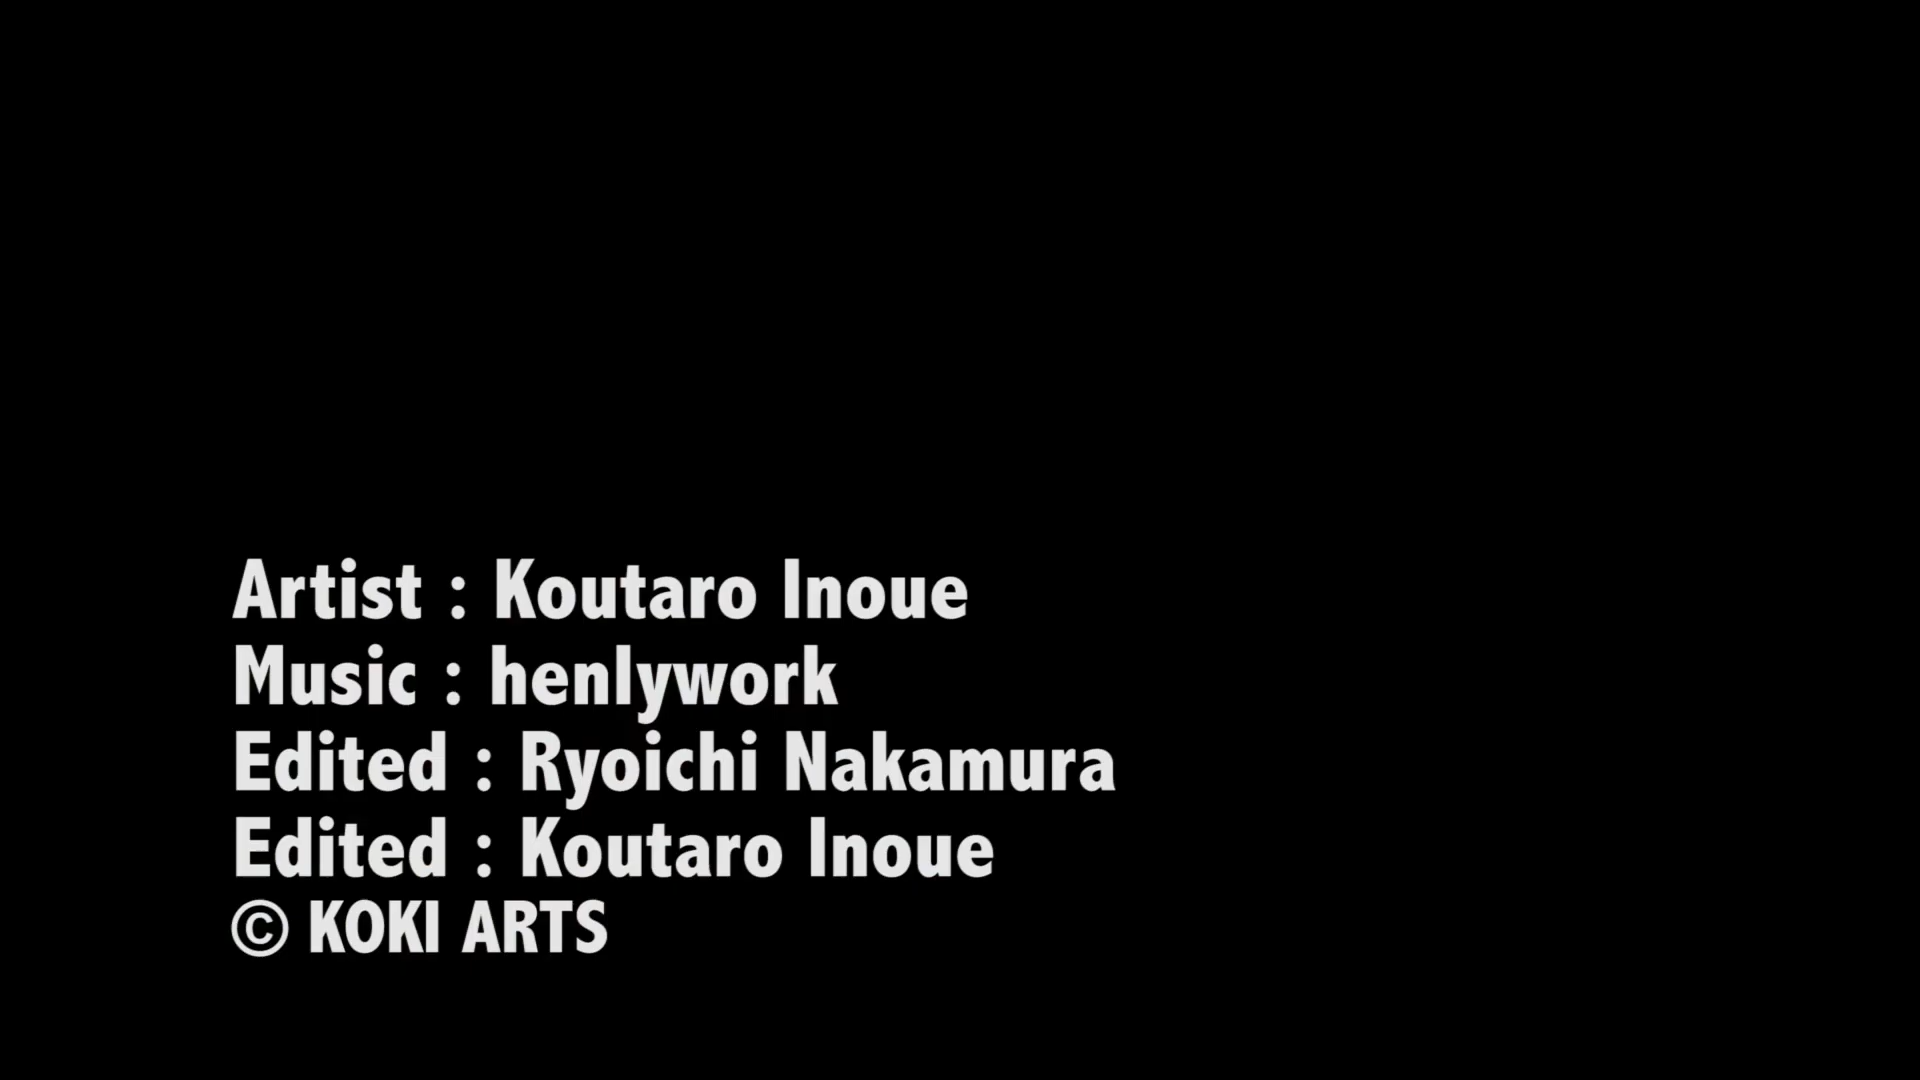 Artist : Koutaro Inoue
Music : henlywork
Edited : Ryoichi Nakamura
Edited : Koutaro Inoue
© KOKI ARTS